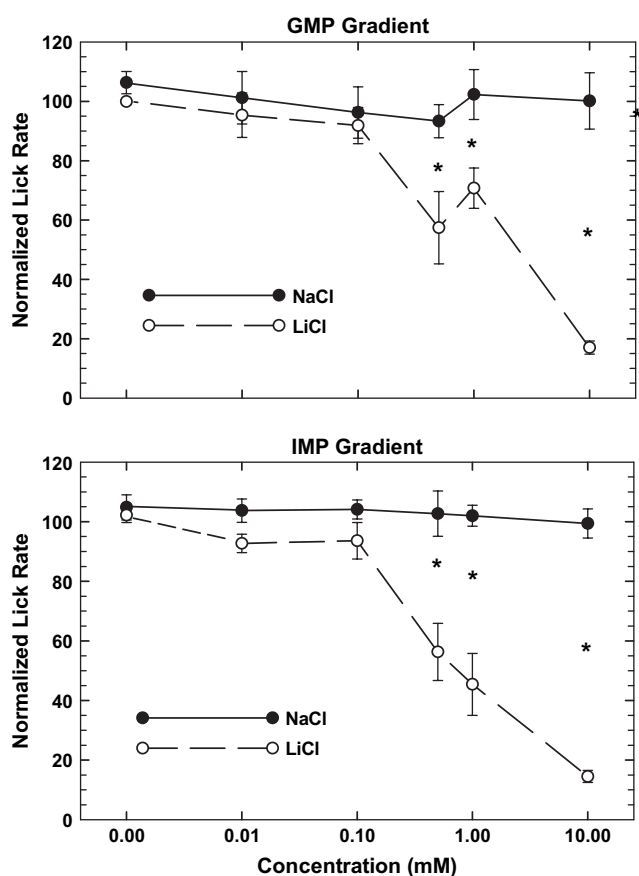 GMP Gradient
120
100
80
60
40
20
0
Normalized Lick Rate
*
*
*
*
NaCl
LiCl
IMP Gradient
120
100
80
60
40
20
0
Normalized Lick Rate
*
*
*
NaCl
LiCl
0.00 0.01 0.10 1.00 10.00
Concentration (mM)